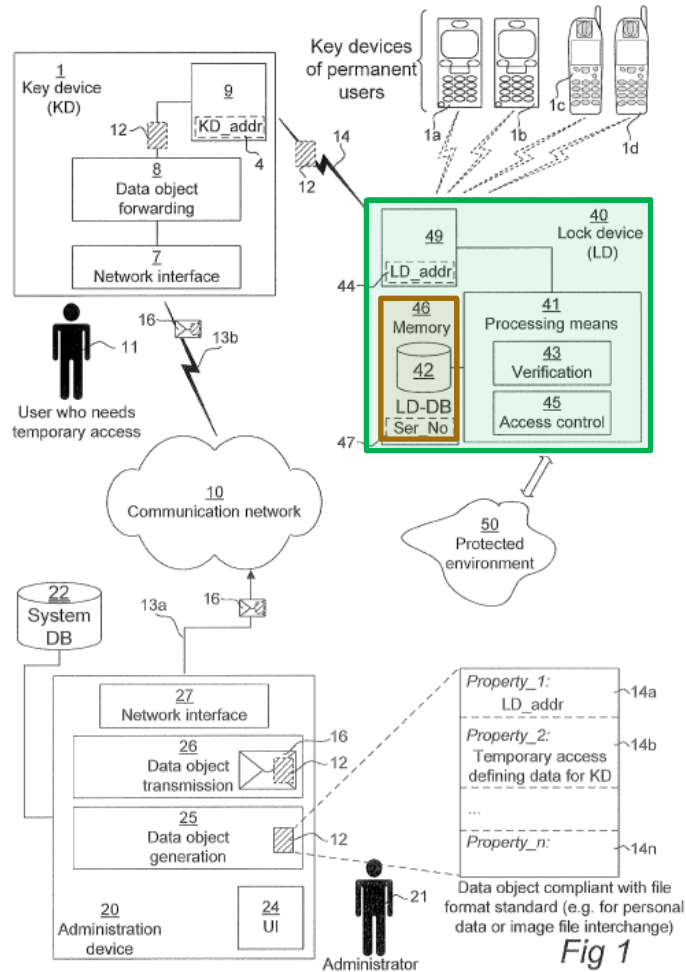 Key devices
of permanent
users
1a
1b
1c
1d
1
Key device
(KD)
9
KD_addr
4
12
8
Data object
forwarding
7
Network interface
12
14
40
Lock device
(LD)
49
LD_addr
44
46
Memory
42
LD-DB
Ser_No
47
41
Processing means
43
Verification
45
Access control
11
User who needs
temporary access
16
13b
10
Communication network
50
Protected
environment
16
13a
22
System
DB
27
Network interface
26
Data object
transmission
16
12
25
Data object
generation
12
20
Administration
device
24
UI
21
Administrator
Property_1:
LD_addr
14a
Property_2:
Temporary access
defining data for KD
14b
...
Property_n:
14n
Data object compliant with file
format standard (e.g. for personal
data or image file interchange)
Fig 1